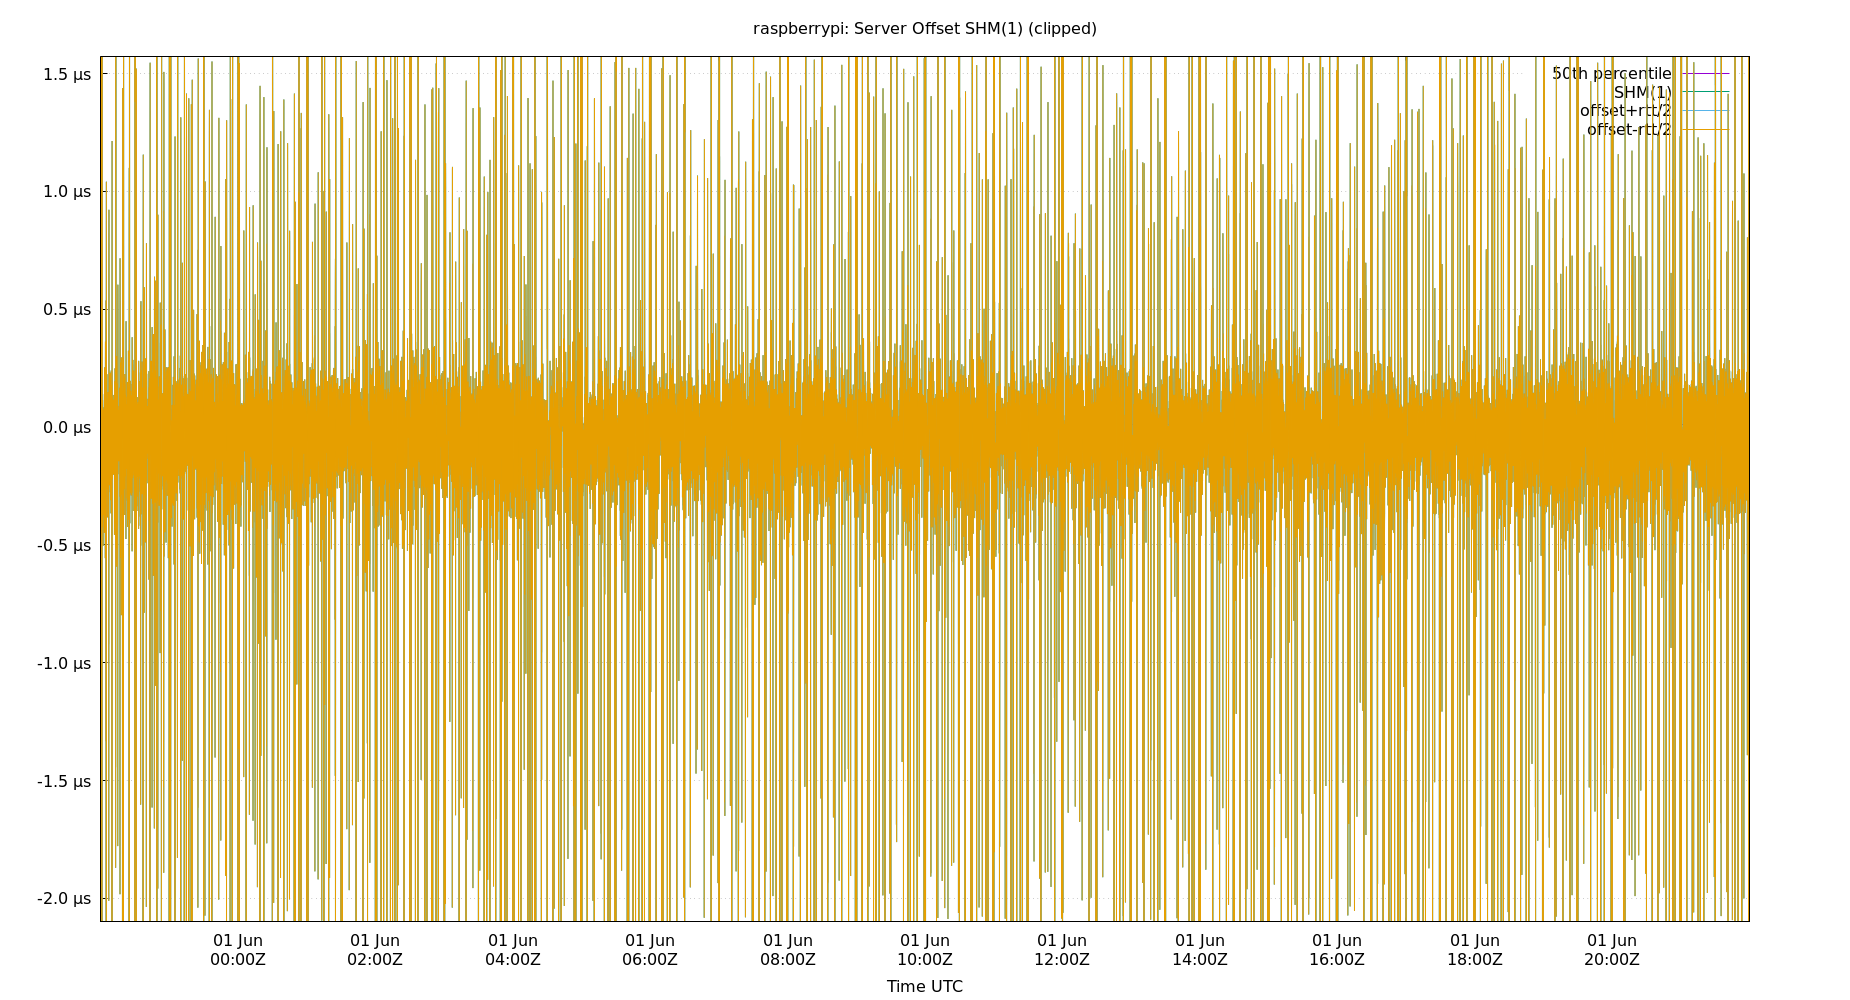 raspberrypi: Server Offset SHM(1) (clipped)
1.5 µs
1.0 µs
0.5 µs
0.0 µs
-0.5 µs
-1.0 µs
-1.5 µs
-2.0 µs
50th percentile
SHM(1)
offset+rtt/2
offset-rtt/2
01 Jun 01 Jun 01 Jun 01 Jun 01 Jun 01 Jun 01 Jun 01 Jun 01 Jun 01 Jun 01 Jun
00:00Z 02:00Z 04:00Z 06:00Z 08:00Z 10:00Z 12:00Z 14:00Z 16:00Z 18:00Z 20:00Z
Time UTC